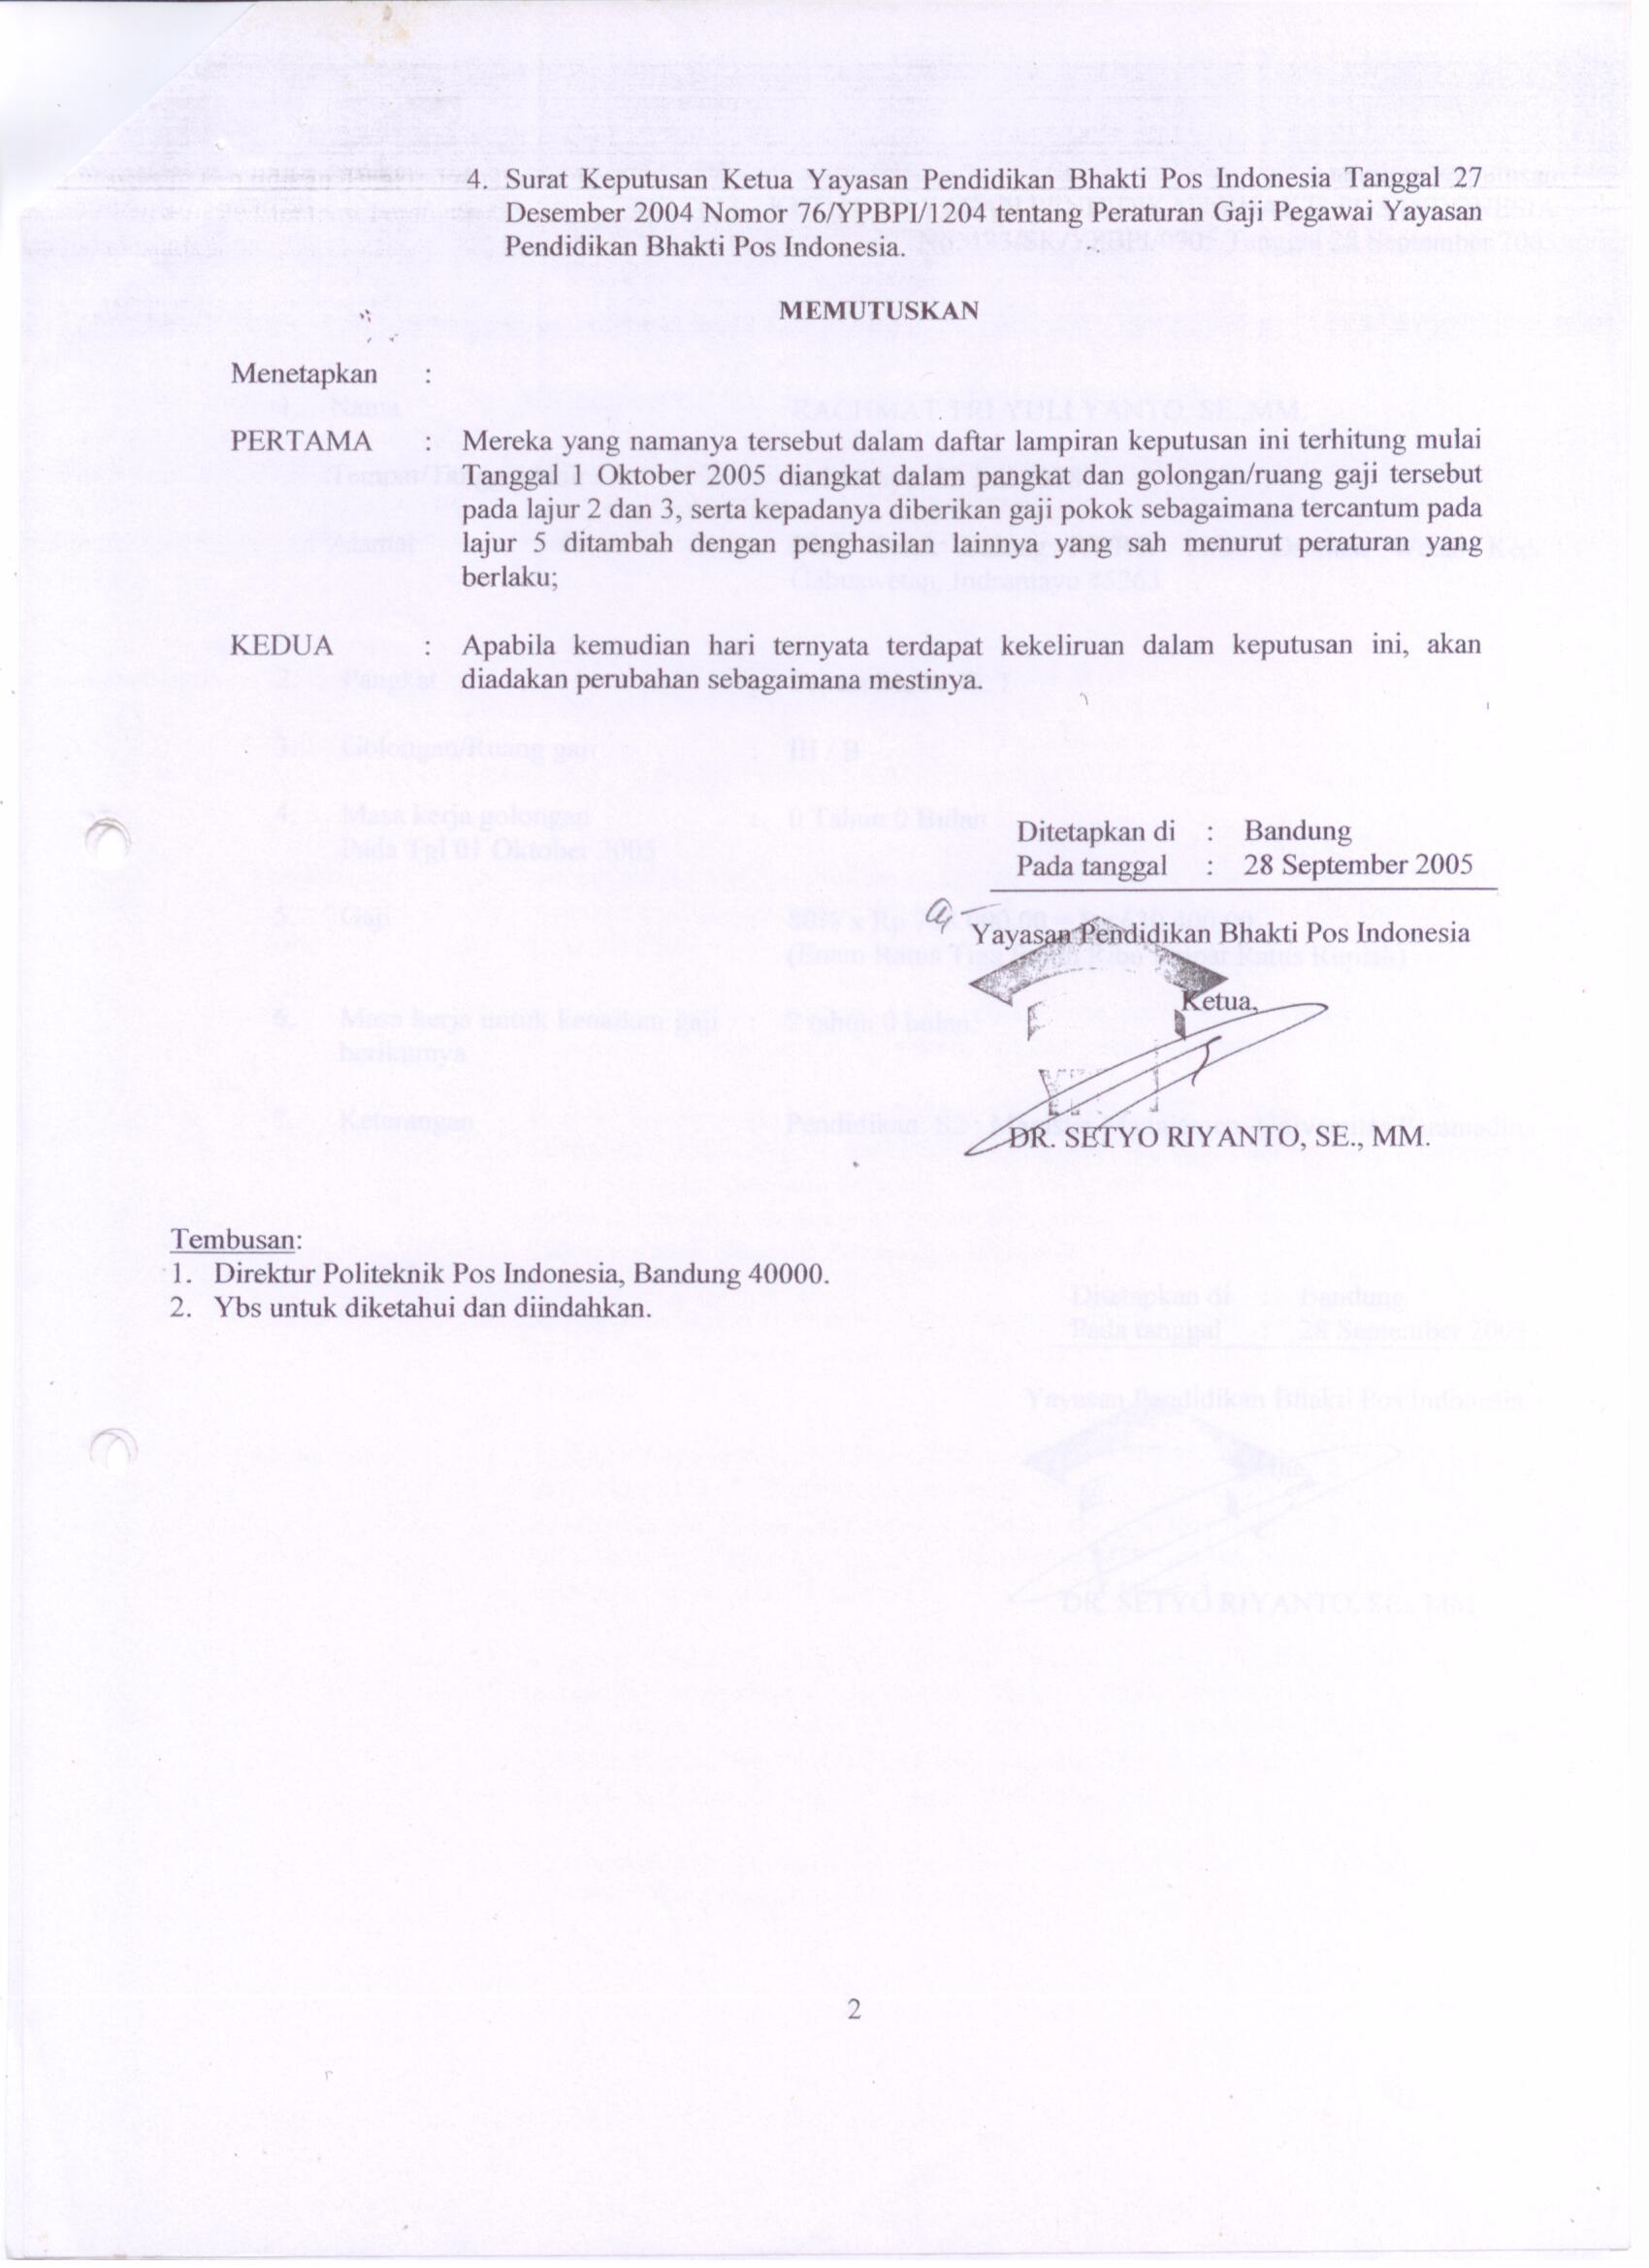 4. Surat Keputusan Ketua Yayasan Pendidikan Bhakti Pos Indonesia Tanggal 27
Desember 2004 Nomor 76/YPBPI/1204 tentang Peraturan Gaji Pegawai Yayasan
Pendidikan Bhakti Pos Indonesia.
MEMUTUSKAN
Menetapkan :
PERTAMA : Mereka yang namanya tersebut dalam daftar lampiran keputusan ini terhitung mulai
Tanggal 1 Oktober 2005 diangkat dalam pangkat dan golongan/ruang gaji tersebut
pada lajur 2 dan 3, serta kepadanya diberikan gaji pokok sebagaimana tercantum pada
lajur 5 ditambah dengan penghasilan lainnya yang sah menurut peraturan yang
berlaku;
KEDUA : Apabila kemudian hari ternyata terdapat kekeliruan dalam keputusan ini, akan
diadakan perubahan sebagaimana mestinya.
Ditetapkan di : Bandung
Pada tanggal : 28 September 2005
Yayasan Pendidikan Bhakti Pos Indonesia
Ketua,
DR. SETYO RIYANTO, SE., MM.
Tembusan:
1. Direktur Politeknik Pos Indonesia, Bandung 40000.
2. Ybs untuk diketahui dan diindahkan.
2